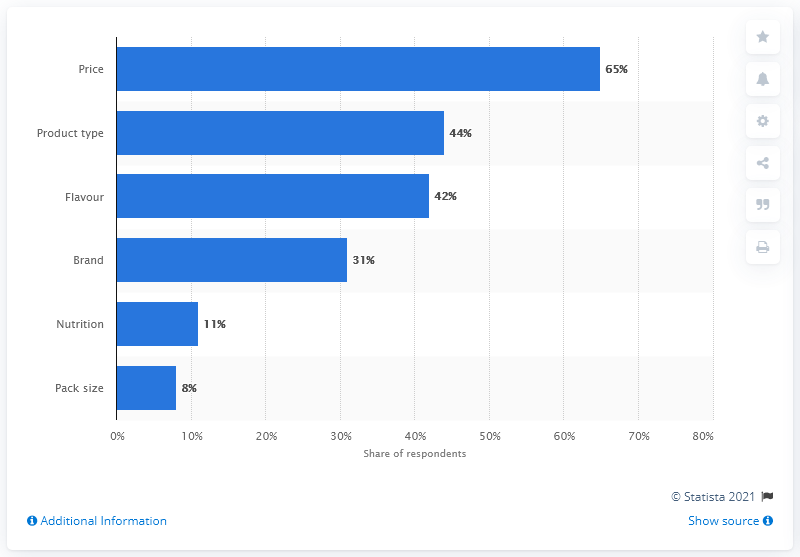 Price 65%
Product type 44%
Flavour 42%
Brand 31%
Nutrition 11%
Pack size 8%
0% 10% 20% 30% 40% 50% 60% 70% 80%
Share of respondents
© Statista 2021
Additional Information Show source